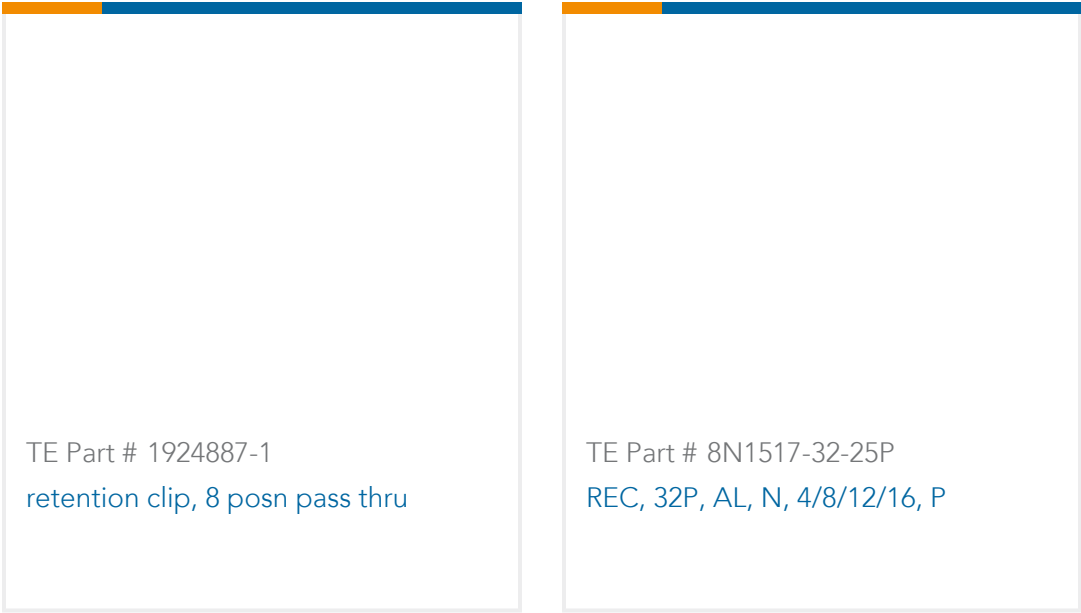 TE Part # 1924887-1
retention clip, 8 posn pass thru
TE Part # 8N1517-32-25P
REC, 32P, AL, N, 4/8/12/16, P